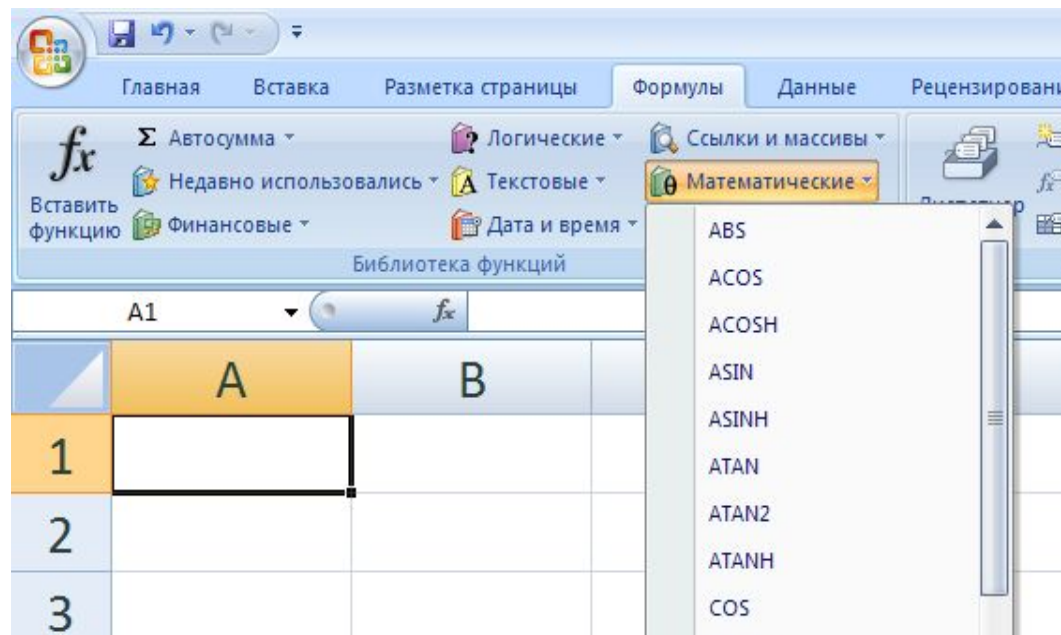 Главная Вставка Разметка страницы Формулы Данные
fx Вставить функцию
Σ Автосумма
Недавно использовались
Финансовые
Логические
Текстовые
Дата и время
Ссылки и массивы
Математические
Библиотека функций
A1 fx
A B
1
2
3
ABS
ACOS
ACOSH
ASIN
ASINH
ATAN
ATAN2
ATANH
COS